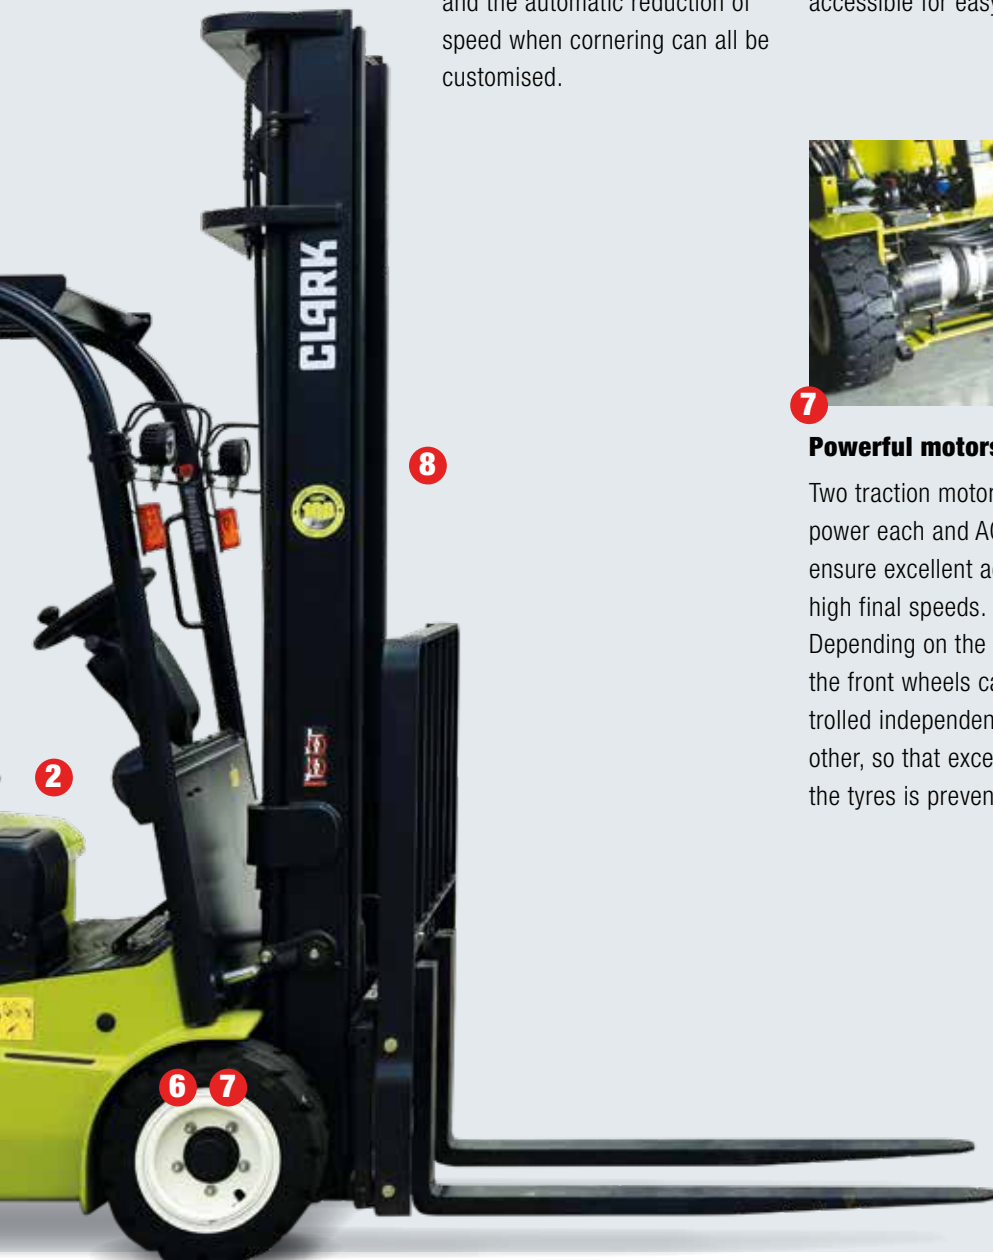 and the automatic reduction of
speed when cornering can all be
customised.
accessible for easy
CLARK
100
8
2
6 7
7
Powerful motors
Two traction motor
power each and AC
ensure excellent a
high final speeds.
Depending on the
the front wheels ca
trolled independen
other, so that exce
the tyres is preven